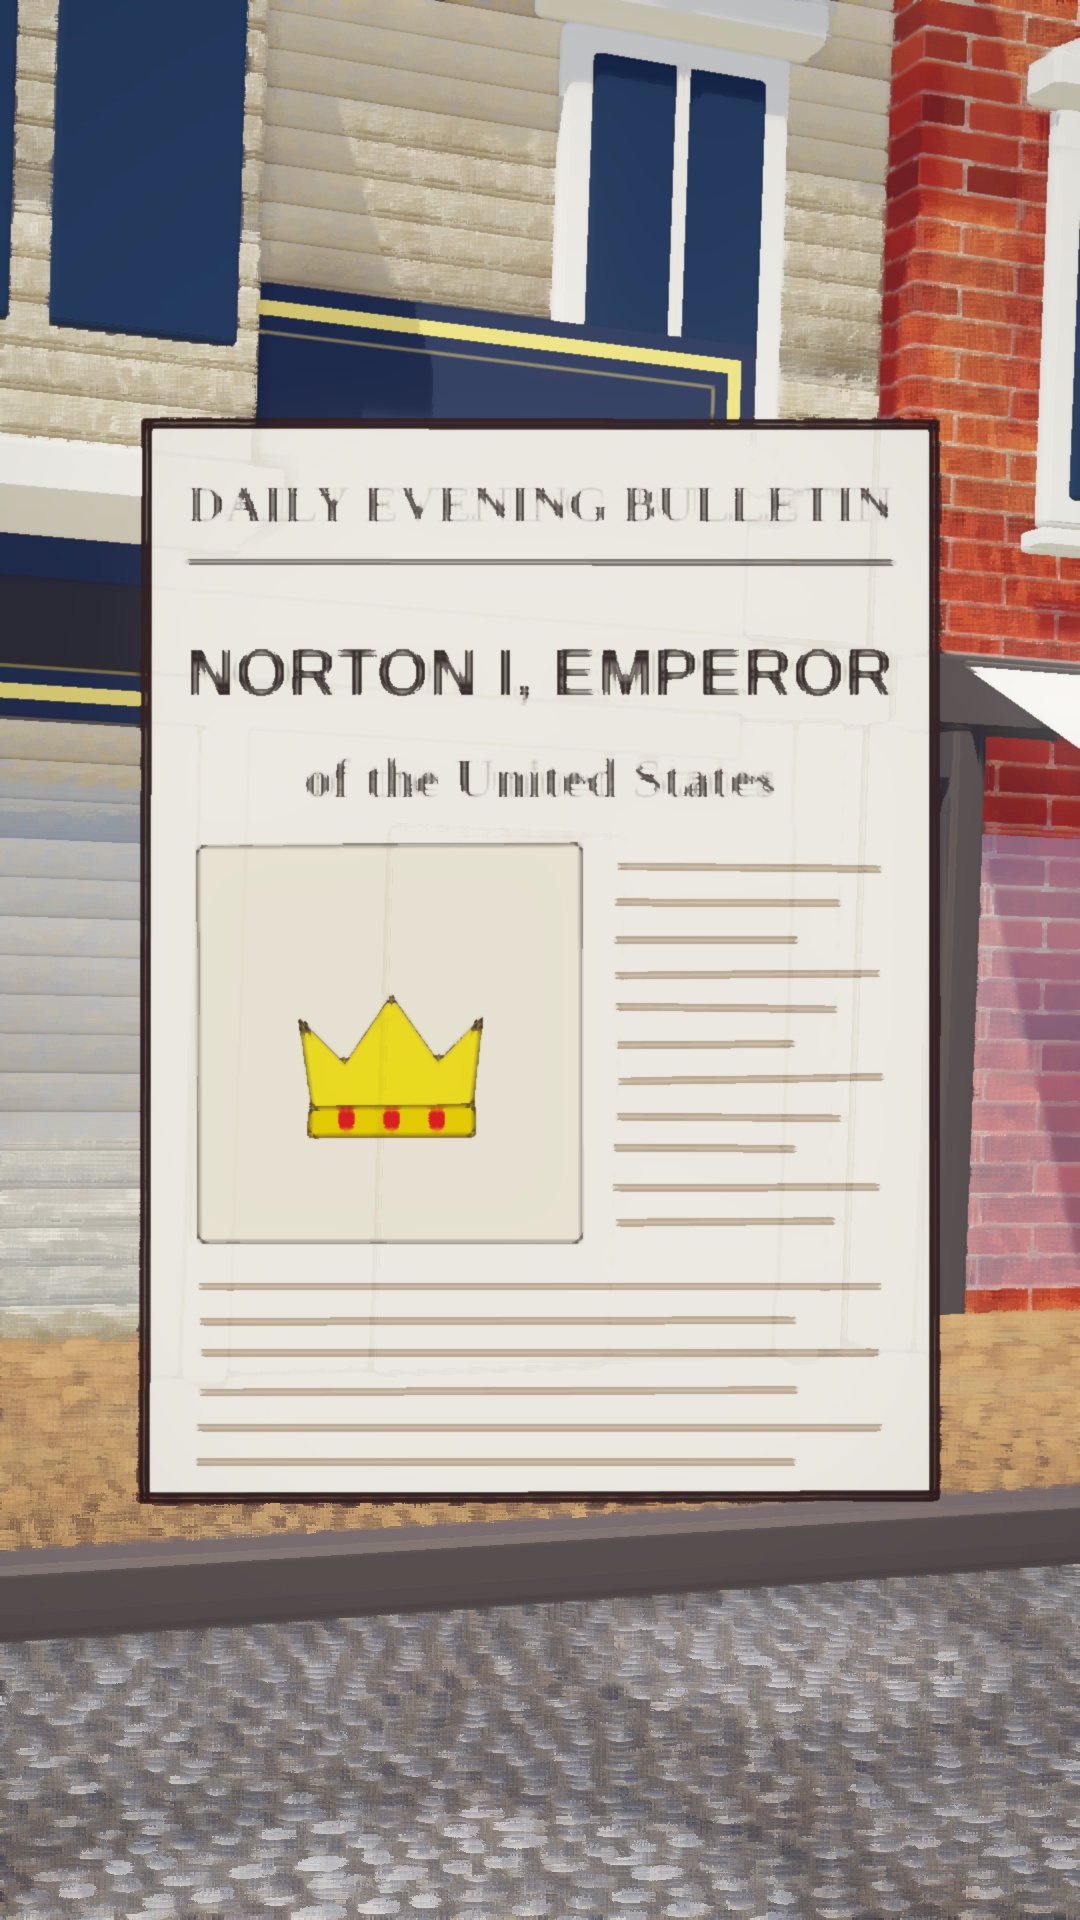 DAILY EVENING BULLETIN
NORTON I, EMPEROR
of the United States